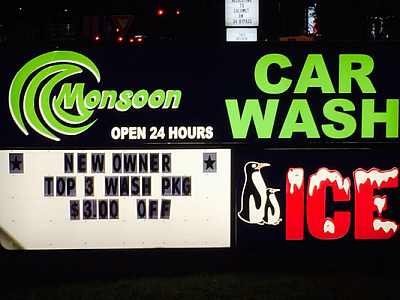 Monsoon
OPEN 24 HOURS
CAR
WASH
NEW OWNER
TOP 3 WASH PKG
$3.00 OFF
ICE